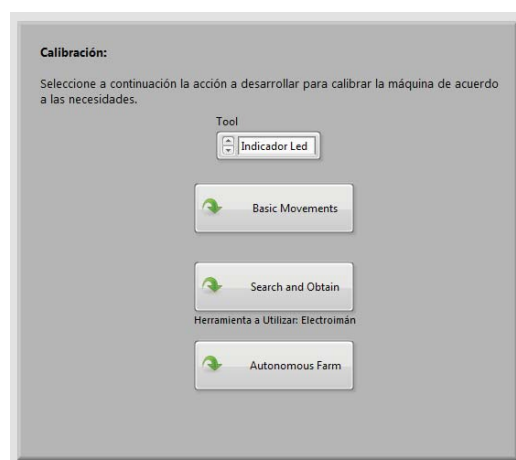 Calibración:
Seleccione a continuación la acción a desarrollar para calibrar la máquina de acuerdo
a las necesidades.
Tool
Indicador Led
Basic Movements
Search and Obtain
Herramienta a Utilizar: Electroimán
Autonomous Farm